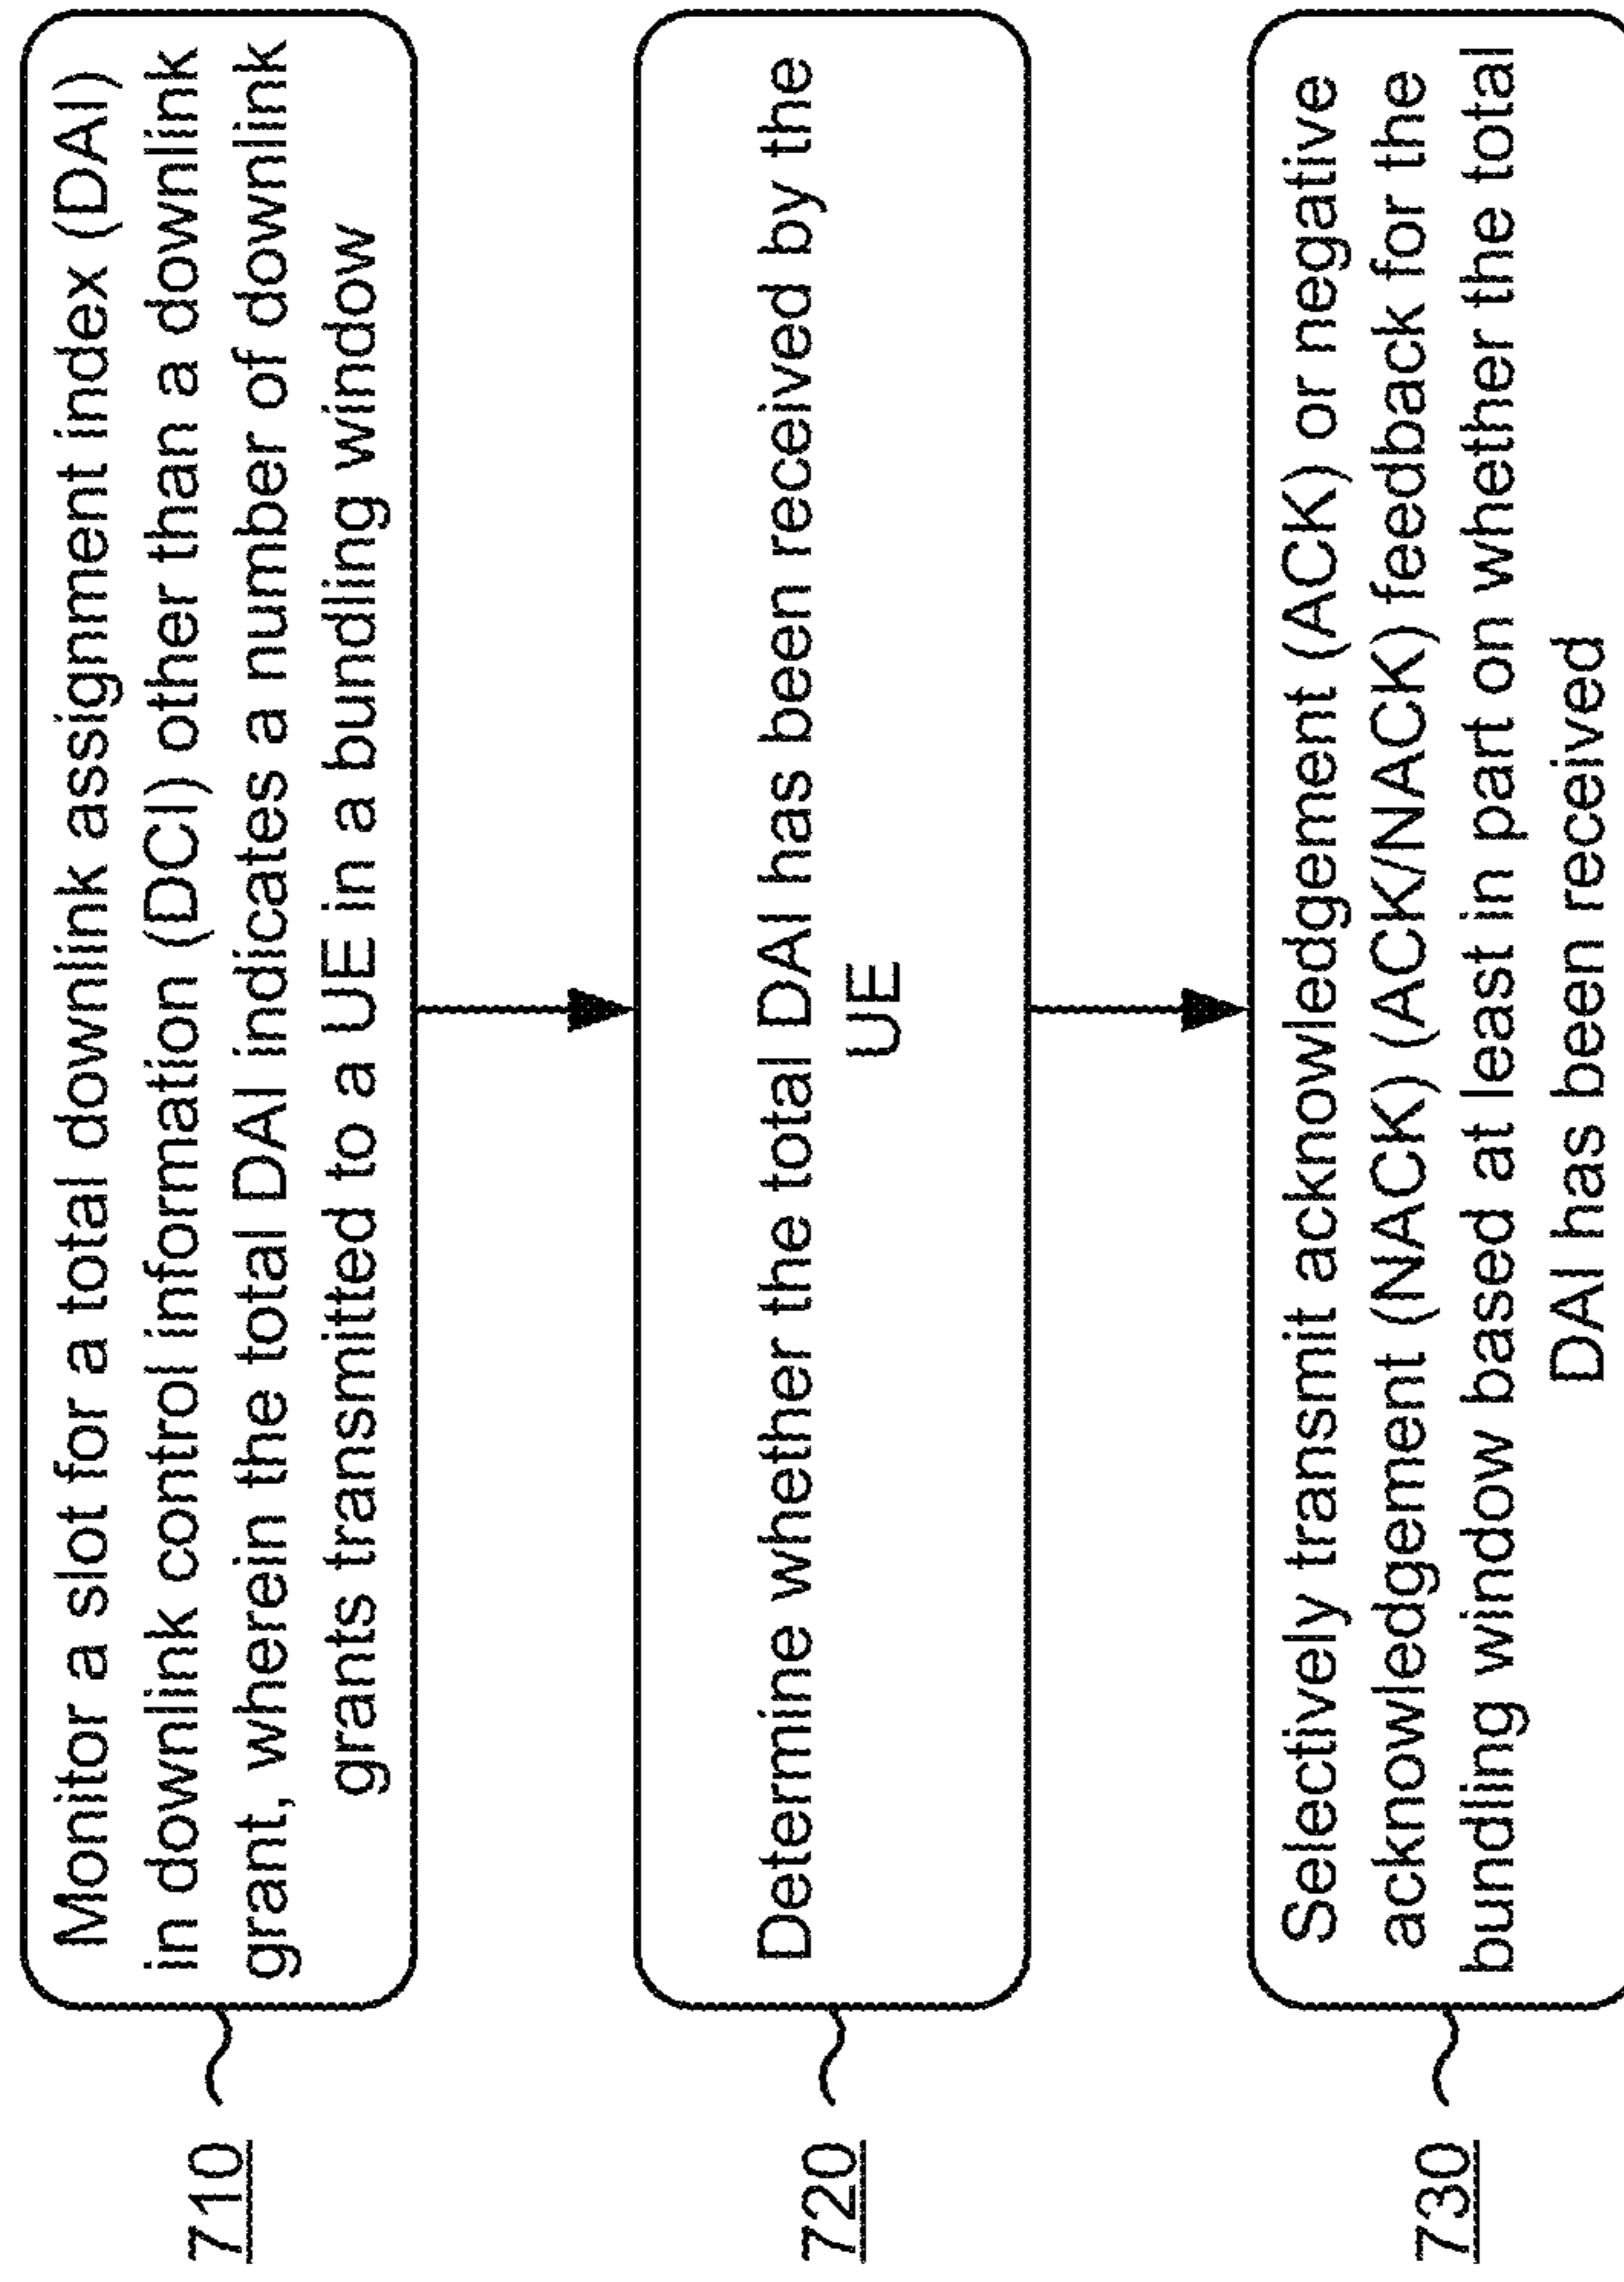 710
Monitor a slot for a total downlink assignment index (DAI)
in downlink control information (DCI) other than a downlink
grant, wherein the total DAI indicates a number of downlink
grants transmitted to a UE in a bundling window
720
Determine whether the total DAI has been received by the
UE
730
Selectively transmit acknowledgement (ACK) or negative
acknowledgement (NACK) (ACK/NACK) feedback for the
bundling window based at least in part on whether the total
DAI has been received